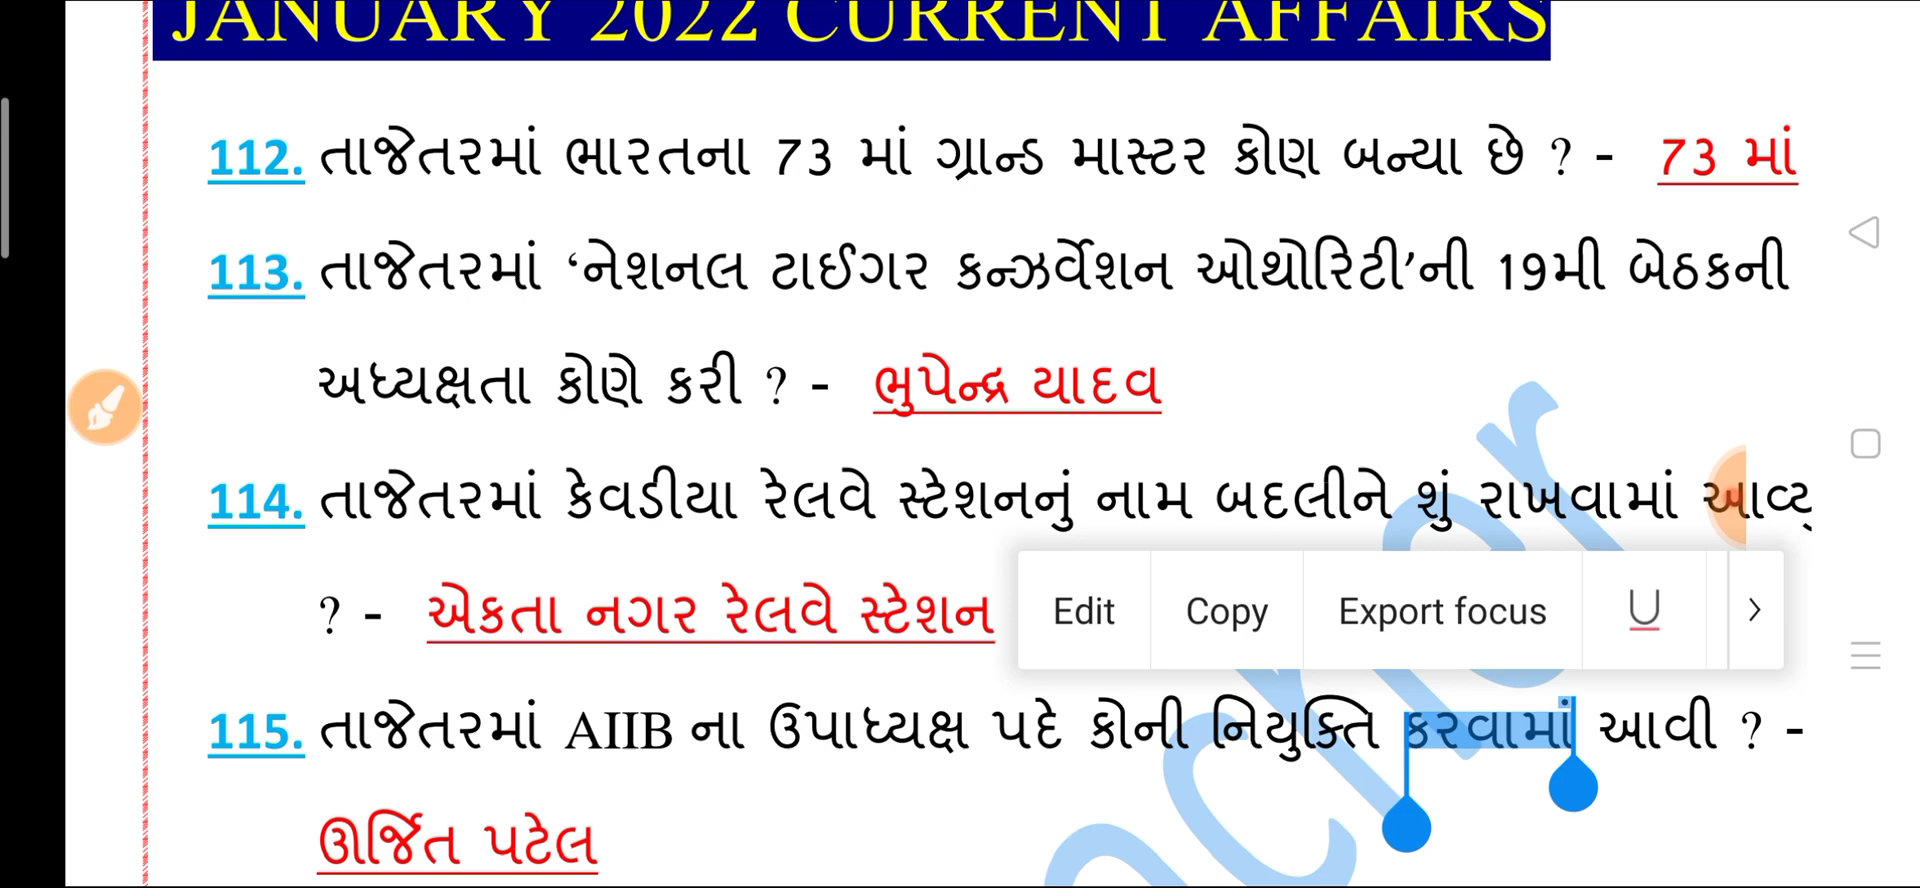 JANUARY 2022 CURRENT AFFAIRS
112. તાજેતરમાં ભારતના 73 માં ગ્રાન્ડ માસ્ટર કોણ બન્યા છે ? - 73 માં
113. તાજેતરમાં ‘નેશનલ ટાઈગર કન્ઝર્વેશન ઓથોરિટી’ની 19મી બેઠકની
અધ્યક્ષતા કોણે કરી ? - ભુપેન્દ્ર યાદવ
114. તાજેતરમાં કેવડીયા રેલવે સ્ટેશનનું નામ બદલીને શું રાખવામાં
? - એકતા નગર રેલવે સ્ટેશન
Edit Copy Export focus U
115. તાજેતરમાં AIIB ના ઉપાધ્યક્ષ પદે કોની નિયુક્તિ કરવામાં આવી ? -
ઊર્જિત પટેલ